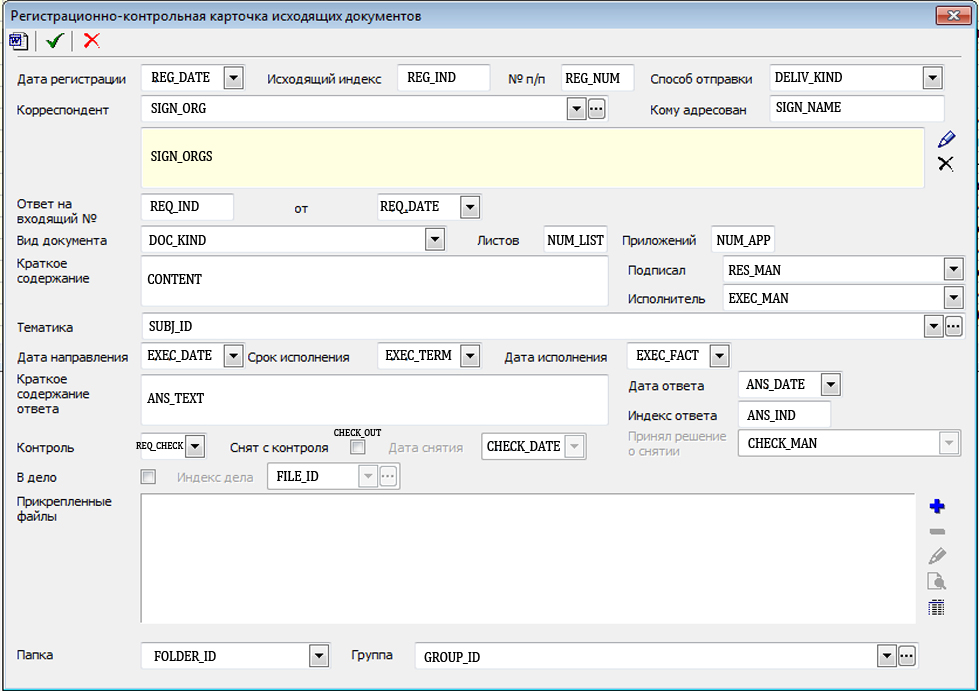 Регистрационно-контрольная карточка исходящих документов
W
Дата регистрации REG_DATE Исходящий индекс REG_IND № п/п REG_NUM Способ отправки DELIV_KIND
Корреспондент SIGN_ORG ... Кому адресован SIGN_NAME
SIGN_ORGS
Ответ на
входящий № REQ_IND от REQ_DATE
Вид документа DOC_KIND Листов NUM_LIST Приложений NUM_APP
Краткое
содержание CONTENT Подписал RES_MAN
Исполнитель EXEC_MAN
Тематика SUBJ_ID ...
Дата направления EXEC_DATE Срок исполнения EXEC_TERM Дата исполнения EXEC_FACT
Краткое
содержание
ответа ANS_TEXT Дата ответа ANS_DATE
Индекс ответа ANS_IND
Контроль REQ_CHECK Снят с контроля CHECK_OUT Дата снятия CHECK_DATE Принял решение
о снятии CHECK_MAN
В дело Индекс дела FILE_ID ...
Прикрепленные
файлы
Папка FOLDER_ID Группа GROUP_ID ...